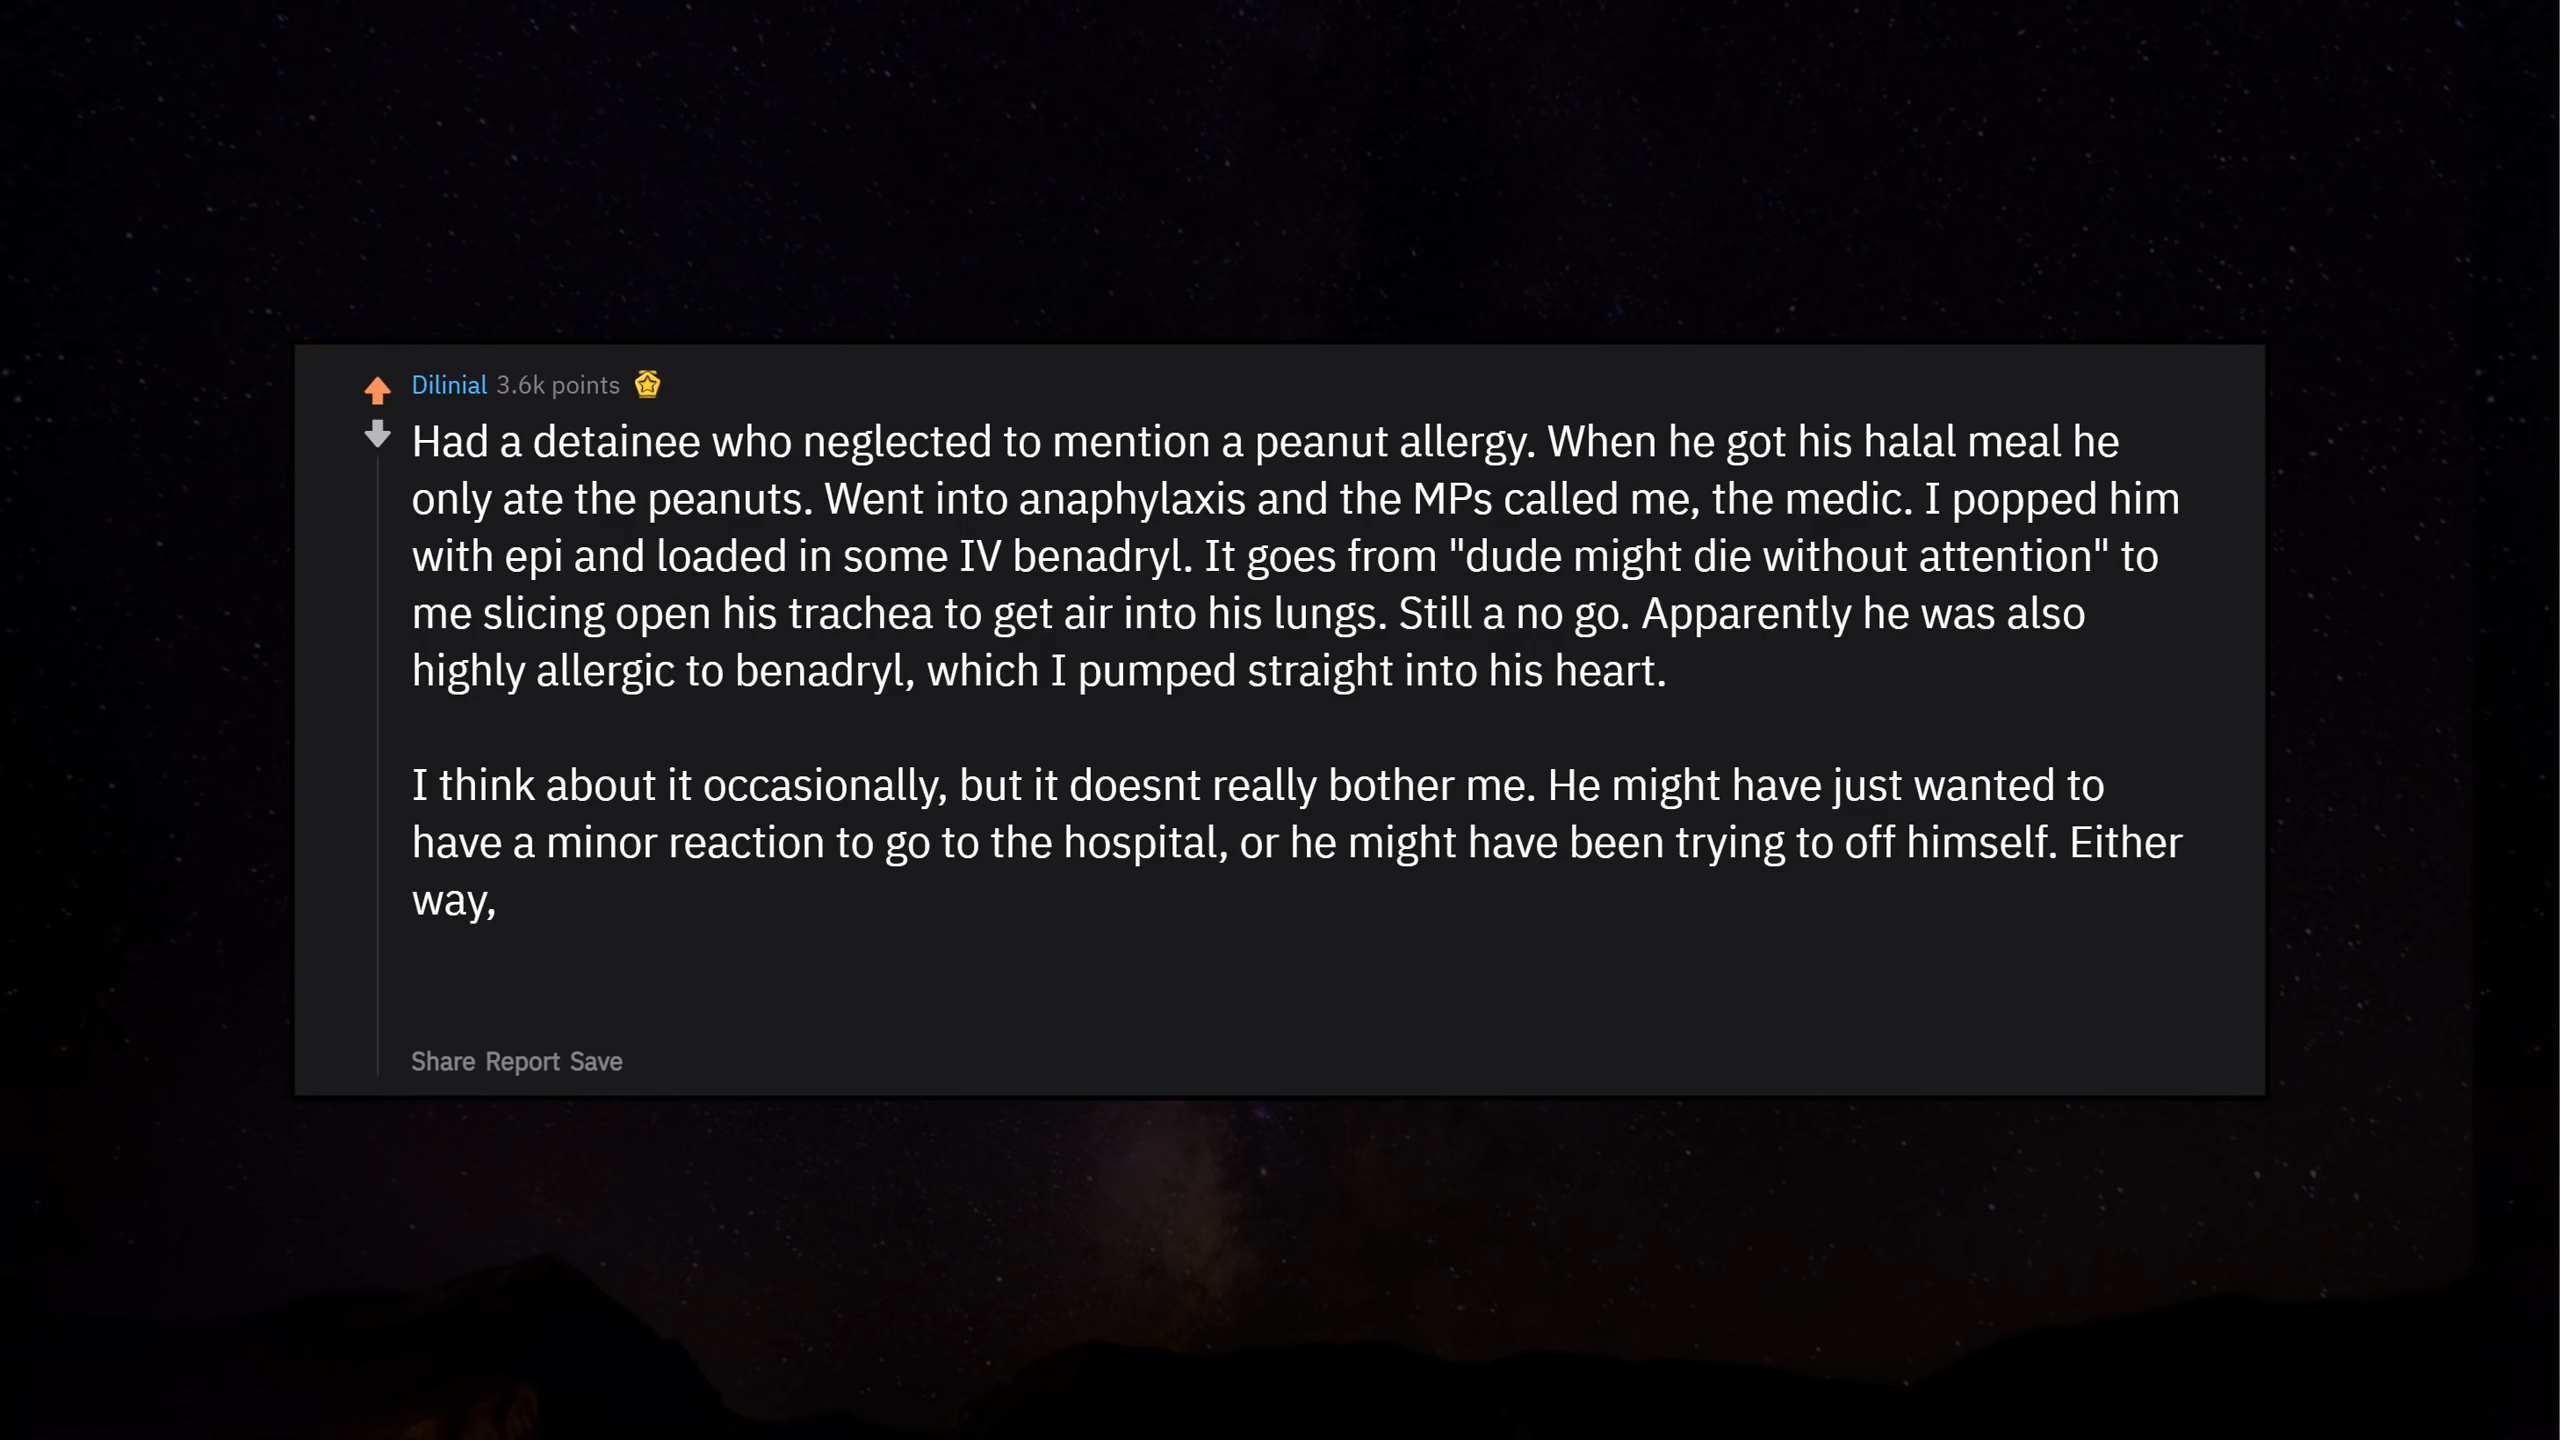 Dilinial 3.6k points
Had a detainee who neglected to mention a peanut allergy. When he got his halal meal he
only ate the peanuts. Went into anaphylaxis and the MPs called me, the medic. I popped him
with epi and loaded in some IV benadryl. It goes from "dude might die without attention" to
me slicing open his trachea to get air into his lungs. Still a no go. Apparently he was also
highly allergic to benadryl, which I pumped straight into his heart.
I think about it occasionally, but it doesnt really bother me. He might have just wanted to
have a minor reaction to go to the hospital, or he might have been trying to off himself. Either
way,
Share Report Save